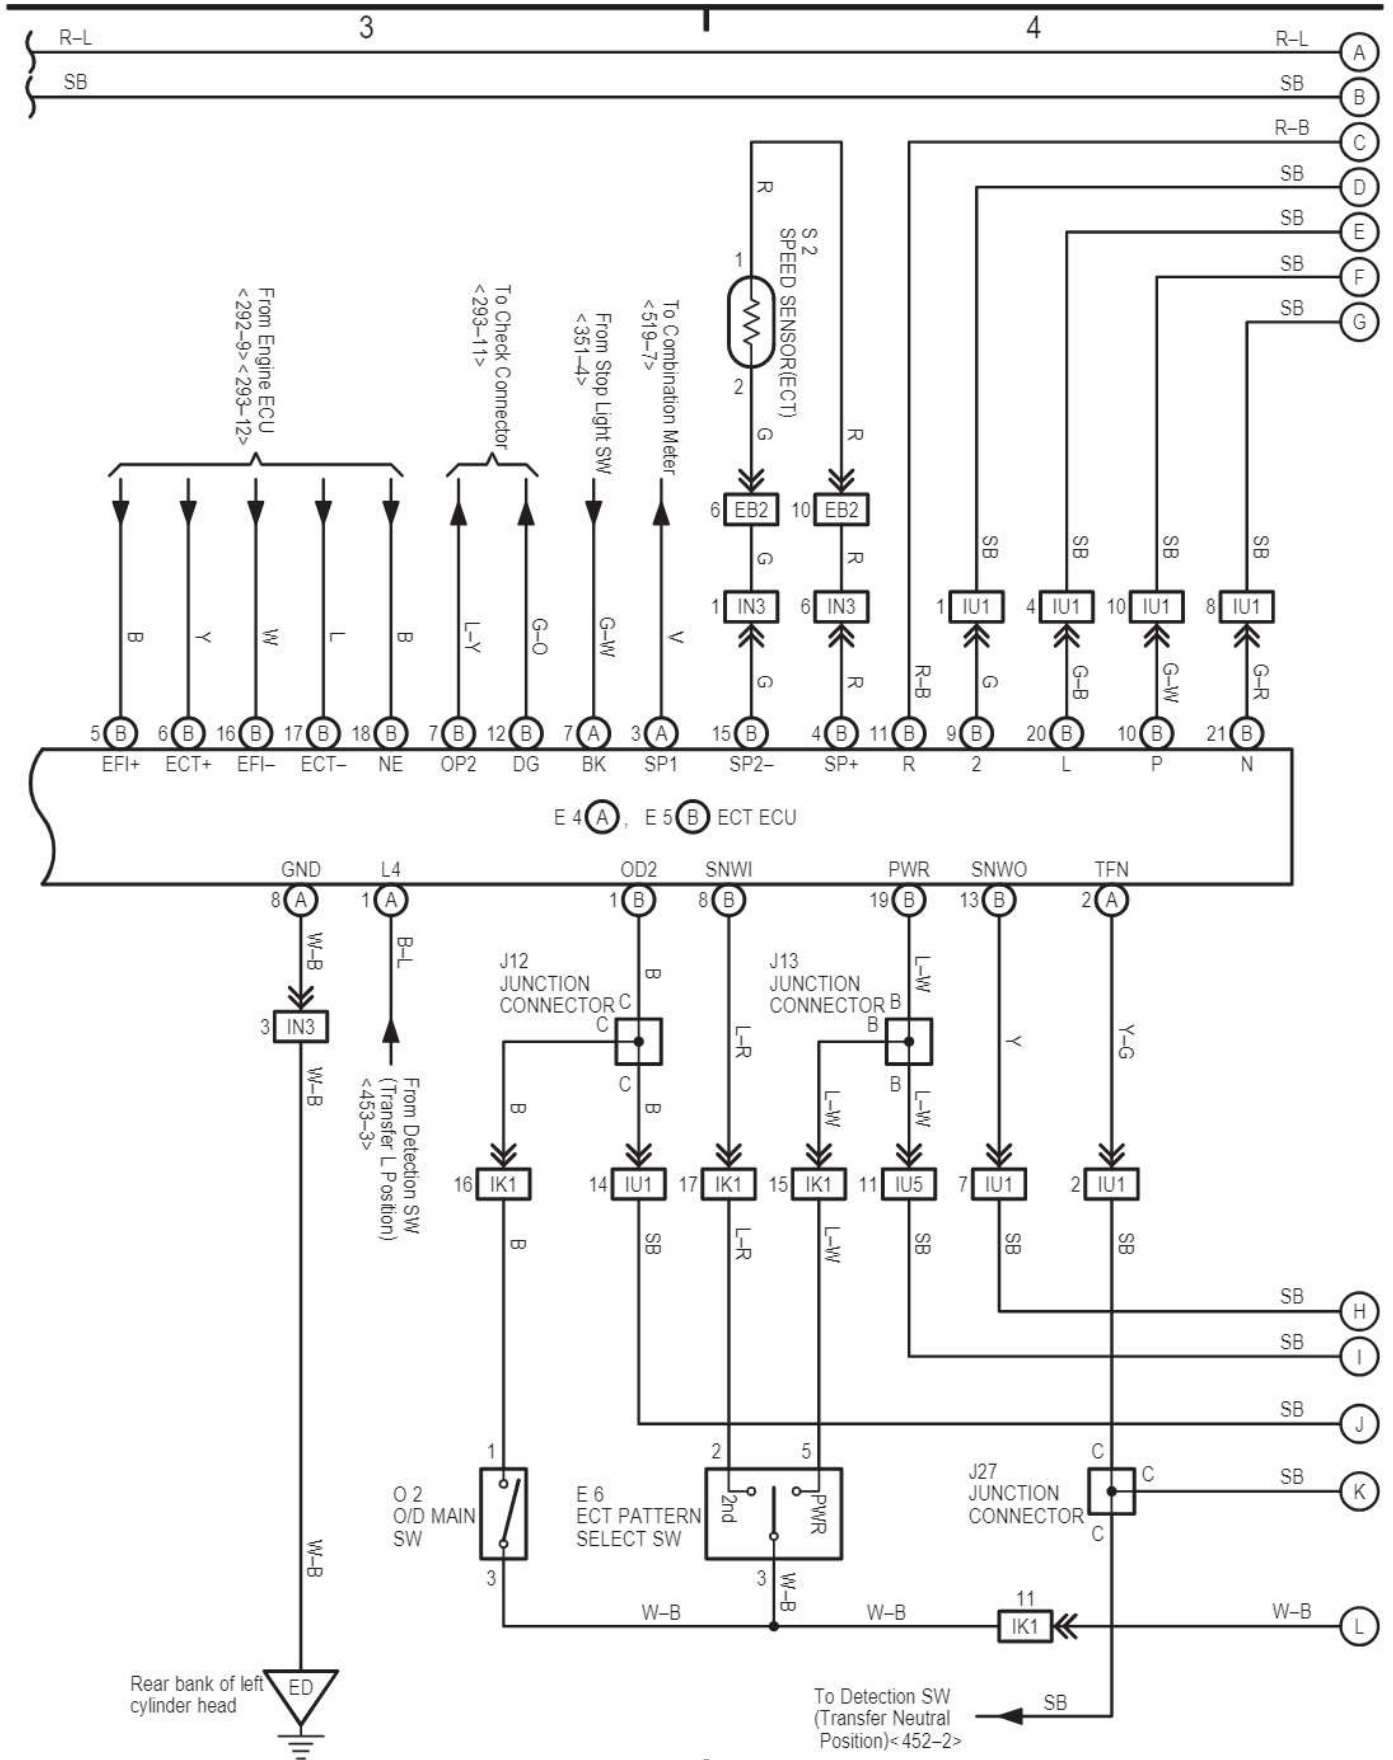 3
4
R–L
R–L
A
SB
SB
B
R–B
C
SB
D
SB
E
SB
F
SB
G
R
1
S 2
SPEED SENSOR(ECT)
2
From Engine ECU
<292–9><293–12>
To Check Connector
<293–11>
From Stop Light SW
<351–4>
To Combination Meter
<519–7>
G
R
6
EB2
10
EB2
G
R
SB
SB
SB
SB
1
IN3
6
IN3
1
IU1
4
IU1
10
IU1
8
IU1
B
Y
W
L
B
L–Y
G–O
G–W
V
G
R
R–B
G
G–B
G–W
G–R
5
B
6
B
16
B
17
B
18
B
7
B
12
B
7
A
3
A
15
B
4
B
11
B
9
B
20
B
10
B
21
B
EFI+
ECT+
EFI–
ECT–
NE
OP2
DG
BK
SP1
SP2–
SP+
R
2
L
P
N
E 4 A , E 5 B ECT ECU
GND
L4
OD2
SNWI
PWR
SNWO
TFN
8
A
1
A
1
B
8
B
19
B
13
B
2
A
W–B
B–L
B
L–W
J12
JUNCTION
CONNECTOR
C
C
C
J13
JUNCTION
CONNECTOR
B
B
B
3
IN3
L–R
Y
Y–G
W–B
From Detection SW
(Transfer L Position)
<453–3>
B
B
L–W
L–W
16
IK1
14
IU1
17
IK1
15
IK1
11
IU5
7
IU1
2
IU1
B
SB
L–R
L–W
SB
SB
SB
SB
H
SB
I
SB
J
1
2
5
C
C
C
O 2
O/D MAIN
SW
E 6
ECT PATTERN
SELECT SW
2nd
PWR
J27
JUNCTION
CONNECTOR
SB
K
W–B
3
3
W–B
W–B
W–B
11
IK1
W–B
L
Rear bank of left
cylinder head
ED
To Detection SW
(Transfer Neutral
Position)<452–2>
SB